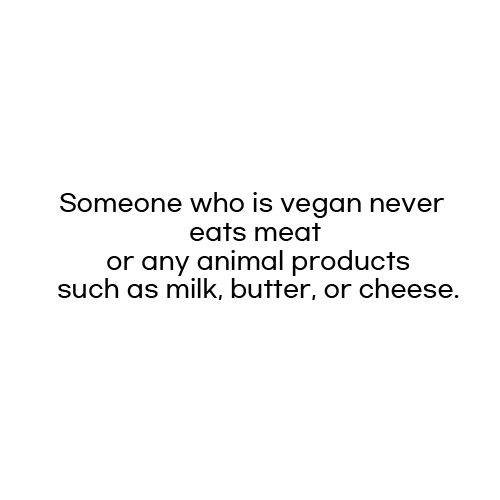 Someone who is vegan never
eats meat
or any animal products
such as milk, butter, or cheese.